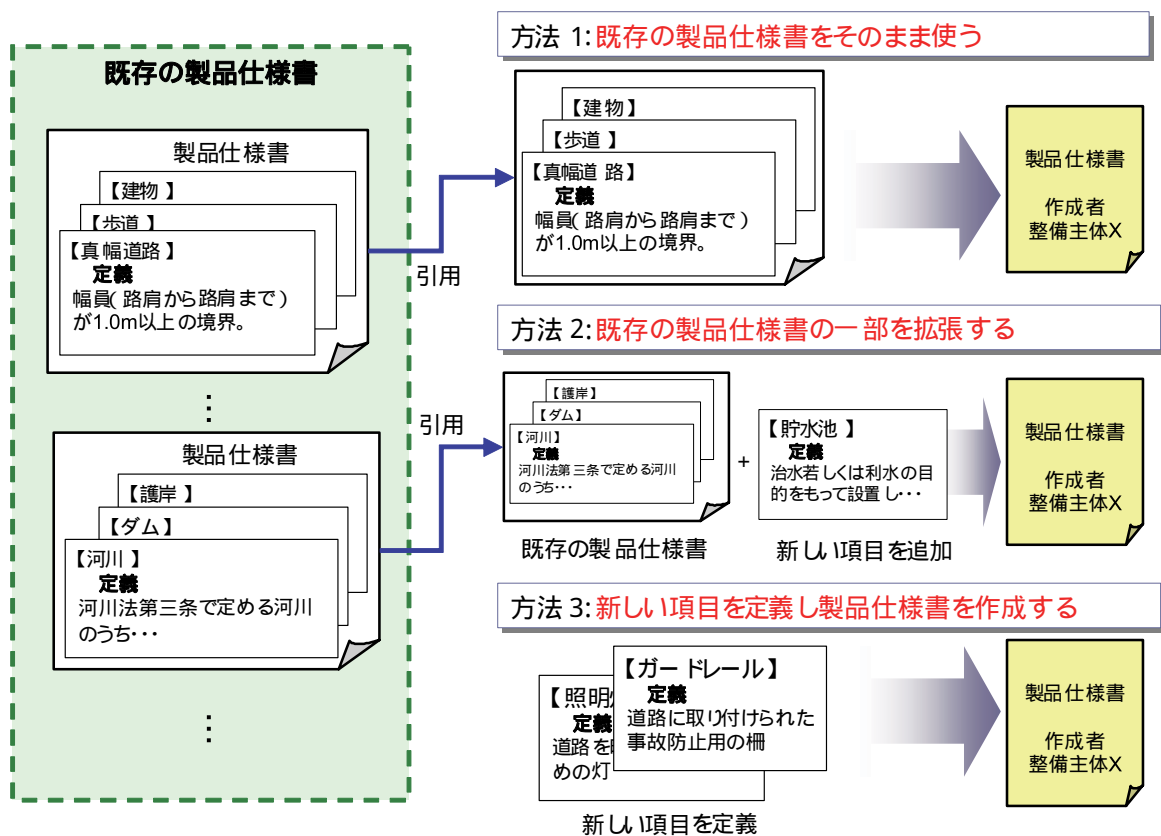 既存の製品仕様書
製品仕様書
【建物】
【歩道】
【真幅道路】
定義
幅員(路肩から路肩まで)
が1.0m以上の境界。
⋮
製品仕様書
【護岸】
【ダム】
【河川】
定義
河川法第三条で定める河川
のうち・・・
⋮
引用
引用
方法 1:既存の製品仕様書をそのまま使う
【建物】
【歩道】
【真幅道路】
定義
幅員(路肩から路肩まで)
が1.0m以上の境界。
製品仕様書
作成者
整備主体X
方法 2:既存の製品仕様書の一部を拡張する
【護岸】
【ダム】
【河川】
定義
河川法第三条で定める河川
のうち・・・
既存の製品仕様書
+
【貯水池】
定義
治水若しくは利水の目
的をもって設置し・・・
新しい項目を追加
製品仕様書
作成者
整備主体X
方法 3:新しい項目を定義し製品仕様書を作成する
【照明
定義
道路を
めの灯
【ガードレール】
定義
道路に取り付けられた
事故防止用の柵
新しい項目を定義
製品仕様書
作成者
整備主体X